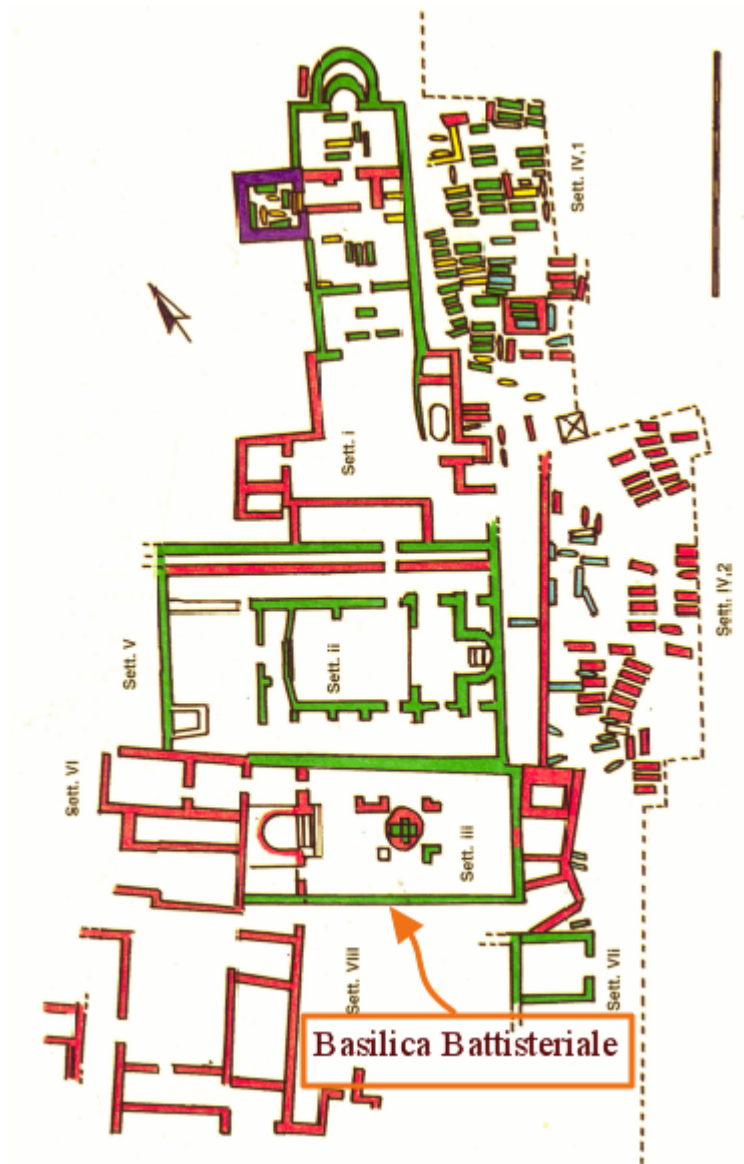 Sett. IV,1
Sett. i
Sett. IV,2
Sett. V
Sett. ii
Sett. VI
Sett. iii
Sett. VIII
Sett. VIi
Basilica Battisteriale